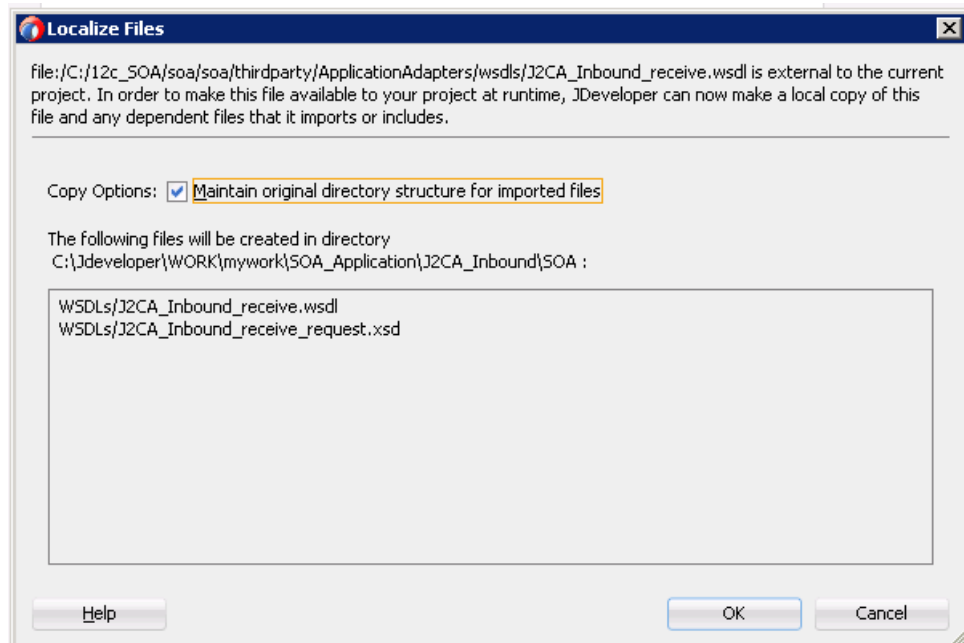 Localize Files
file:/C:/12c_SOA/soa/soa/thirdparty/ApplicationAdapters/wsdls/J2CA_Inbound_receive.wsdl is external to the current
project. In order to make this file available to your project at runtime, JDeveloper can now make a local copy of this
file and any dependent files that it imports or includes.
Copy Options: Maintain original directory structure for imported files
The following files will be created in directory
C:\Jdeveloper\WORK\mywork\SOA_Application\J2CA_Inbound\SOA :
WSDLs/J2CA_Inbound_receive.wsdl
WSDLs/J2CA_Inbound_receive_request.xsd
Help OK Cancel